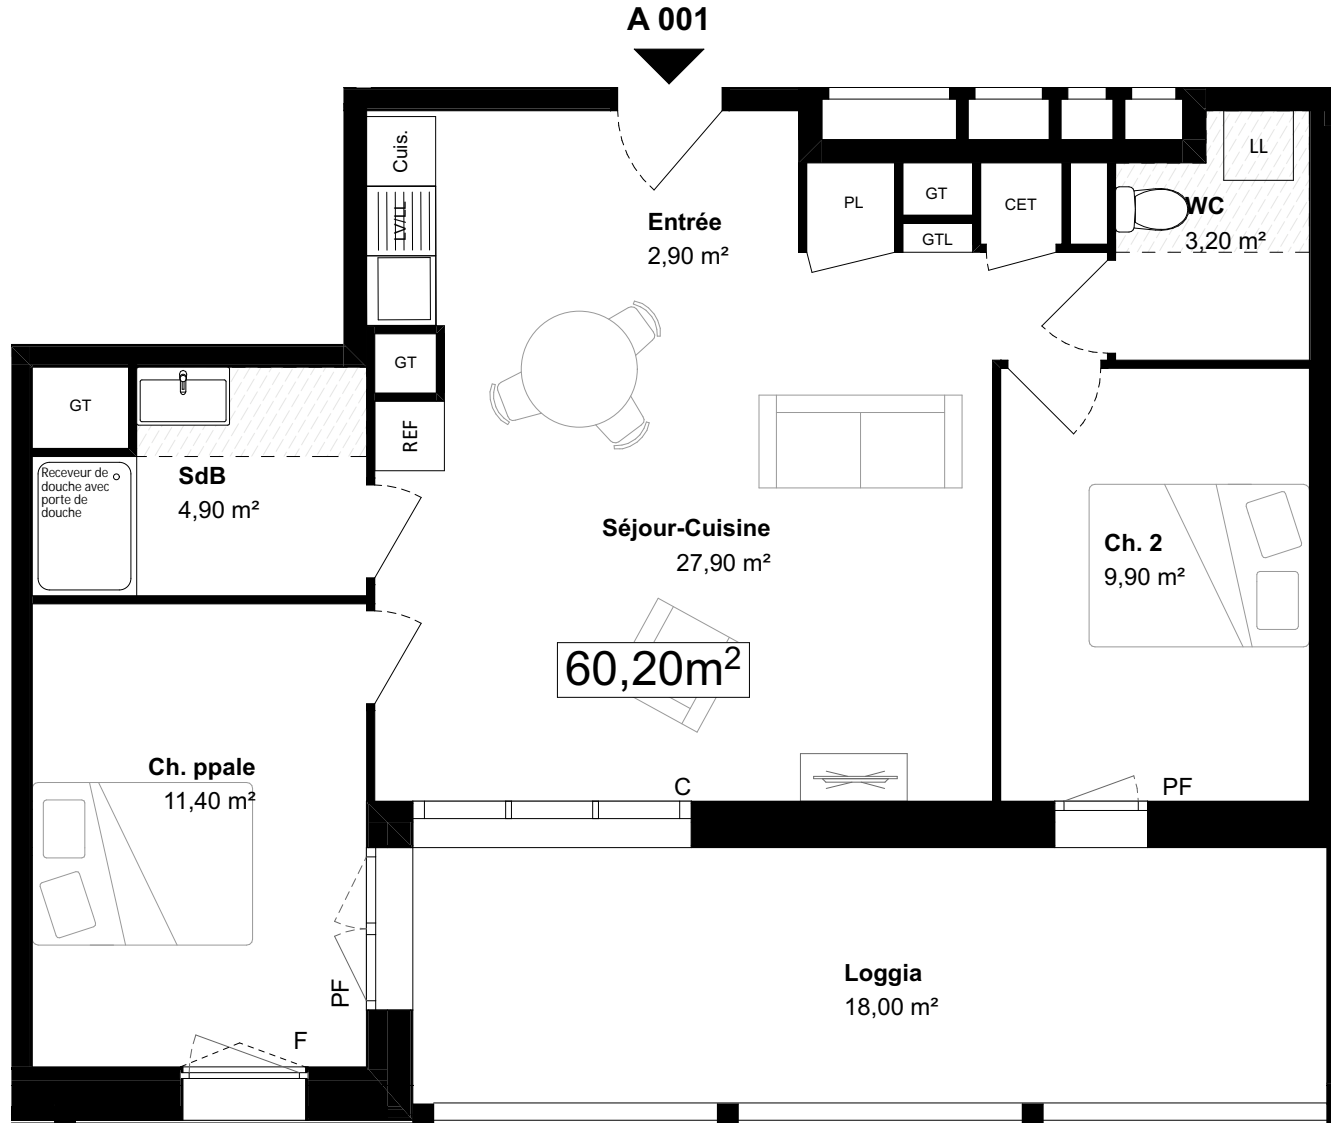 A 001
Cuis.
LV/LL
GT
REF
Entrée
2,90 m²
PL
GT
GTL
CET
LL
WC
3,20 m²
GT
Receveur de
douche avec
porte de
douche
SdB
4,90 m²
Séjour-Cuisine
27,90 m²
Ch. 2
9,90 m²
60,20m²
Ch. ppale
11,40 m²
C
PF
PF
F
Loggia
18,00 m²